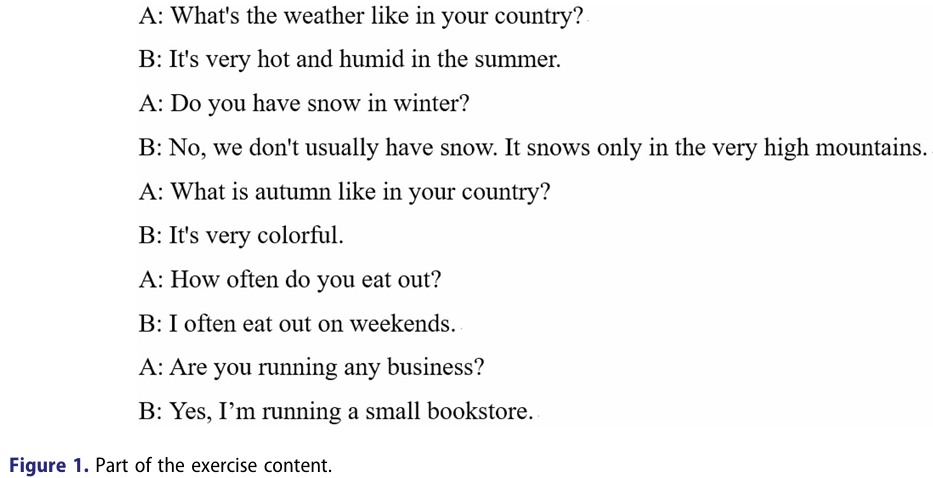 A: What's the weather like in your country?
B: It's very hot and humid in the summer.
A: Do you have snow in winter?
B: No, we don't usually have snow. It snows only in the very high mountains.
A: What is autumn like in your country?
B: It's very colorful.
A: How often do you eat out?
B: I often eat out on weekends.
A: Are you running any business?
B: Yes, I’m running a small bookstore.
Figure 1. Part of the exercise content.